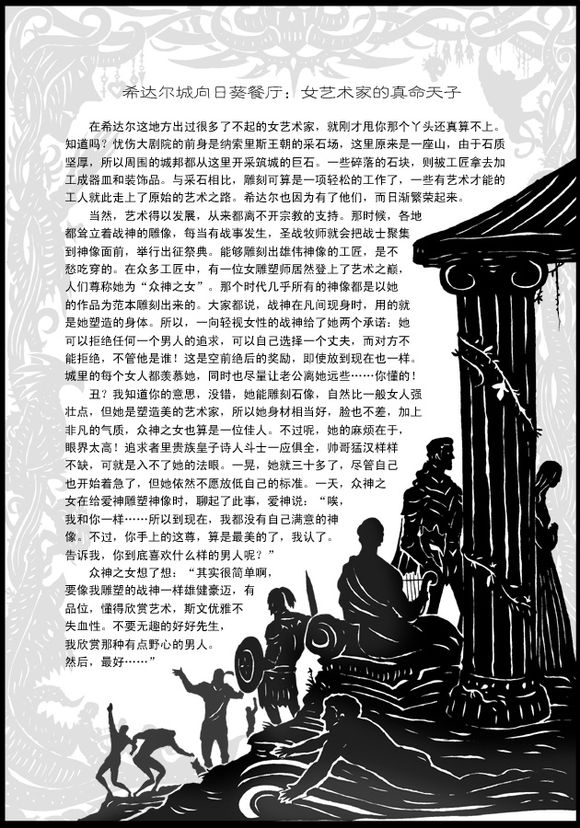 希达尔城向日葵餐厅：女艺术家的真命天子
在希达尔这地方出过很多了不起的女艺术家，就刚才甩你那个丫头还真算不上。
知道吗？忧伤大剧院的前身是纳索里斯王朝的采石场，这里原来是一座山，由于石质
坚厚，所以周围的城邦都从这里开采筑城的巨石。一些碎落的石块，则被工匠拿去加
工成器皿和装饰品。与采石相比，雕刻可算是一项轻松的工作了，一些有艺术才能的
工人就此走上了原始的艺术之路。希达尔也因为有了他们，而日渐繁荣起来。
当然，艺术得以发展，从来都离不开宗教的支持。那时候，各地
都耸立着战神的雕像，每当有战事发生，圣战牧师就会把战士聚集
到神像面前，举行出征祭典。能够雕刻出雄伟神像的工匠，是不
愁吃穿的。在众多工匠中，有一位女雕塑师居然登上了艺术之巅，
人们尊称她为“众神之女”。那个时代几乎所有的神像都是以她
的作品为范本雕刻出来的。大家都说，战神在凡间现身时，用的就
是她塑造的身体。所以，一向轻视女性的战神给了她两个承诺：她
可以拒绝任何一个男人的追求，可以自己选择一个丈夫，而对方不
能拒绝，不管他是谁！这是空前绝后的奖励，即使放到现在也一样。
城里的每个女人都羡慕她，同时也尽量让老公离她远些……你懂的！
丑？我知道你的意思，没错，她能雕刻石像，自然比一般女人强
壮点，但她是塑造美的艺术家，所以她身材相当好，脸也不差，加上
非凡的气质，众神之女也算是一位佳人。不过呢，她的麻烦在于，
眼界太高！追求者里贵族皇子诗人斗士一应俱全，帅哥猛汉样样
不缺，可就是入不了她的法眼。一晃，她就三十多了，尽管自己
也开始着急了，但她依然不愿放低自己的标准。一天，众神之
女在给爱神雕塑神像时，聊起了此事，爱神说：“唉，
我和你一样……所以到现在，我都没有自己满意的神
像。不过，你手上的这尊，算是最美的了，我认了。
告诉我，你到底喜欢什么样的男人呢？”
众神之女想了想：“其实很简单啊，
要像我雕塑的战神一样雄健豪迈，有
品位，懂得欣赏艺术，斯文优雅不
失血性。不要无趣的好好先生，
我欣赏那种有点野心的男人。
然后，最好……”